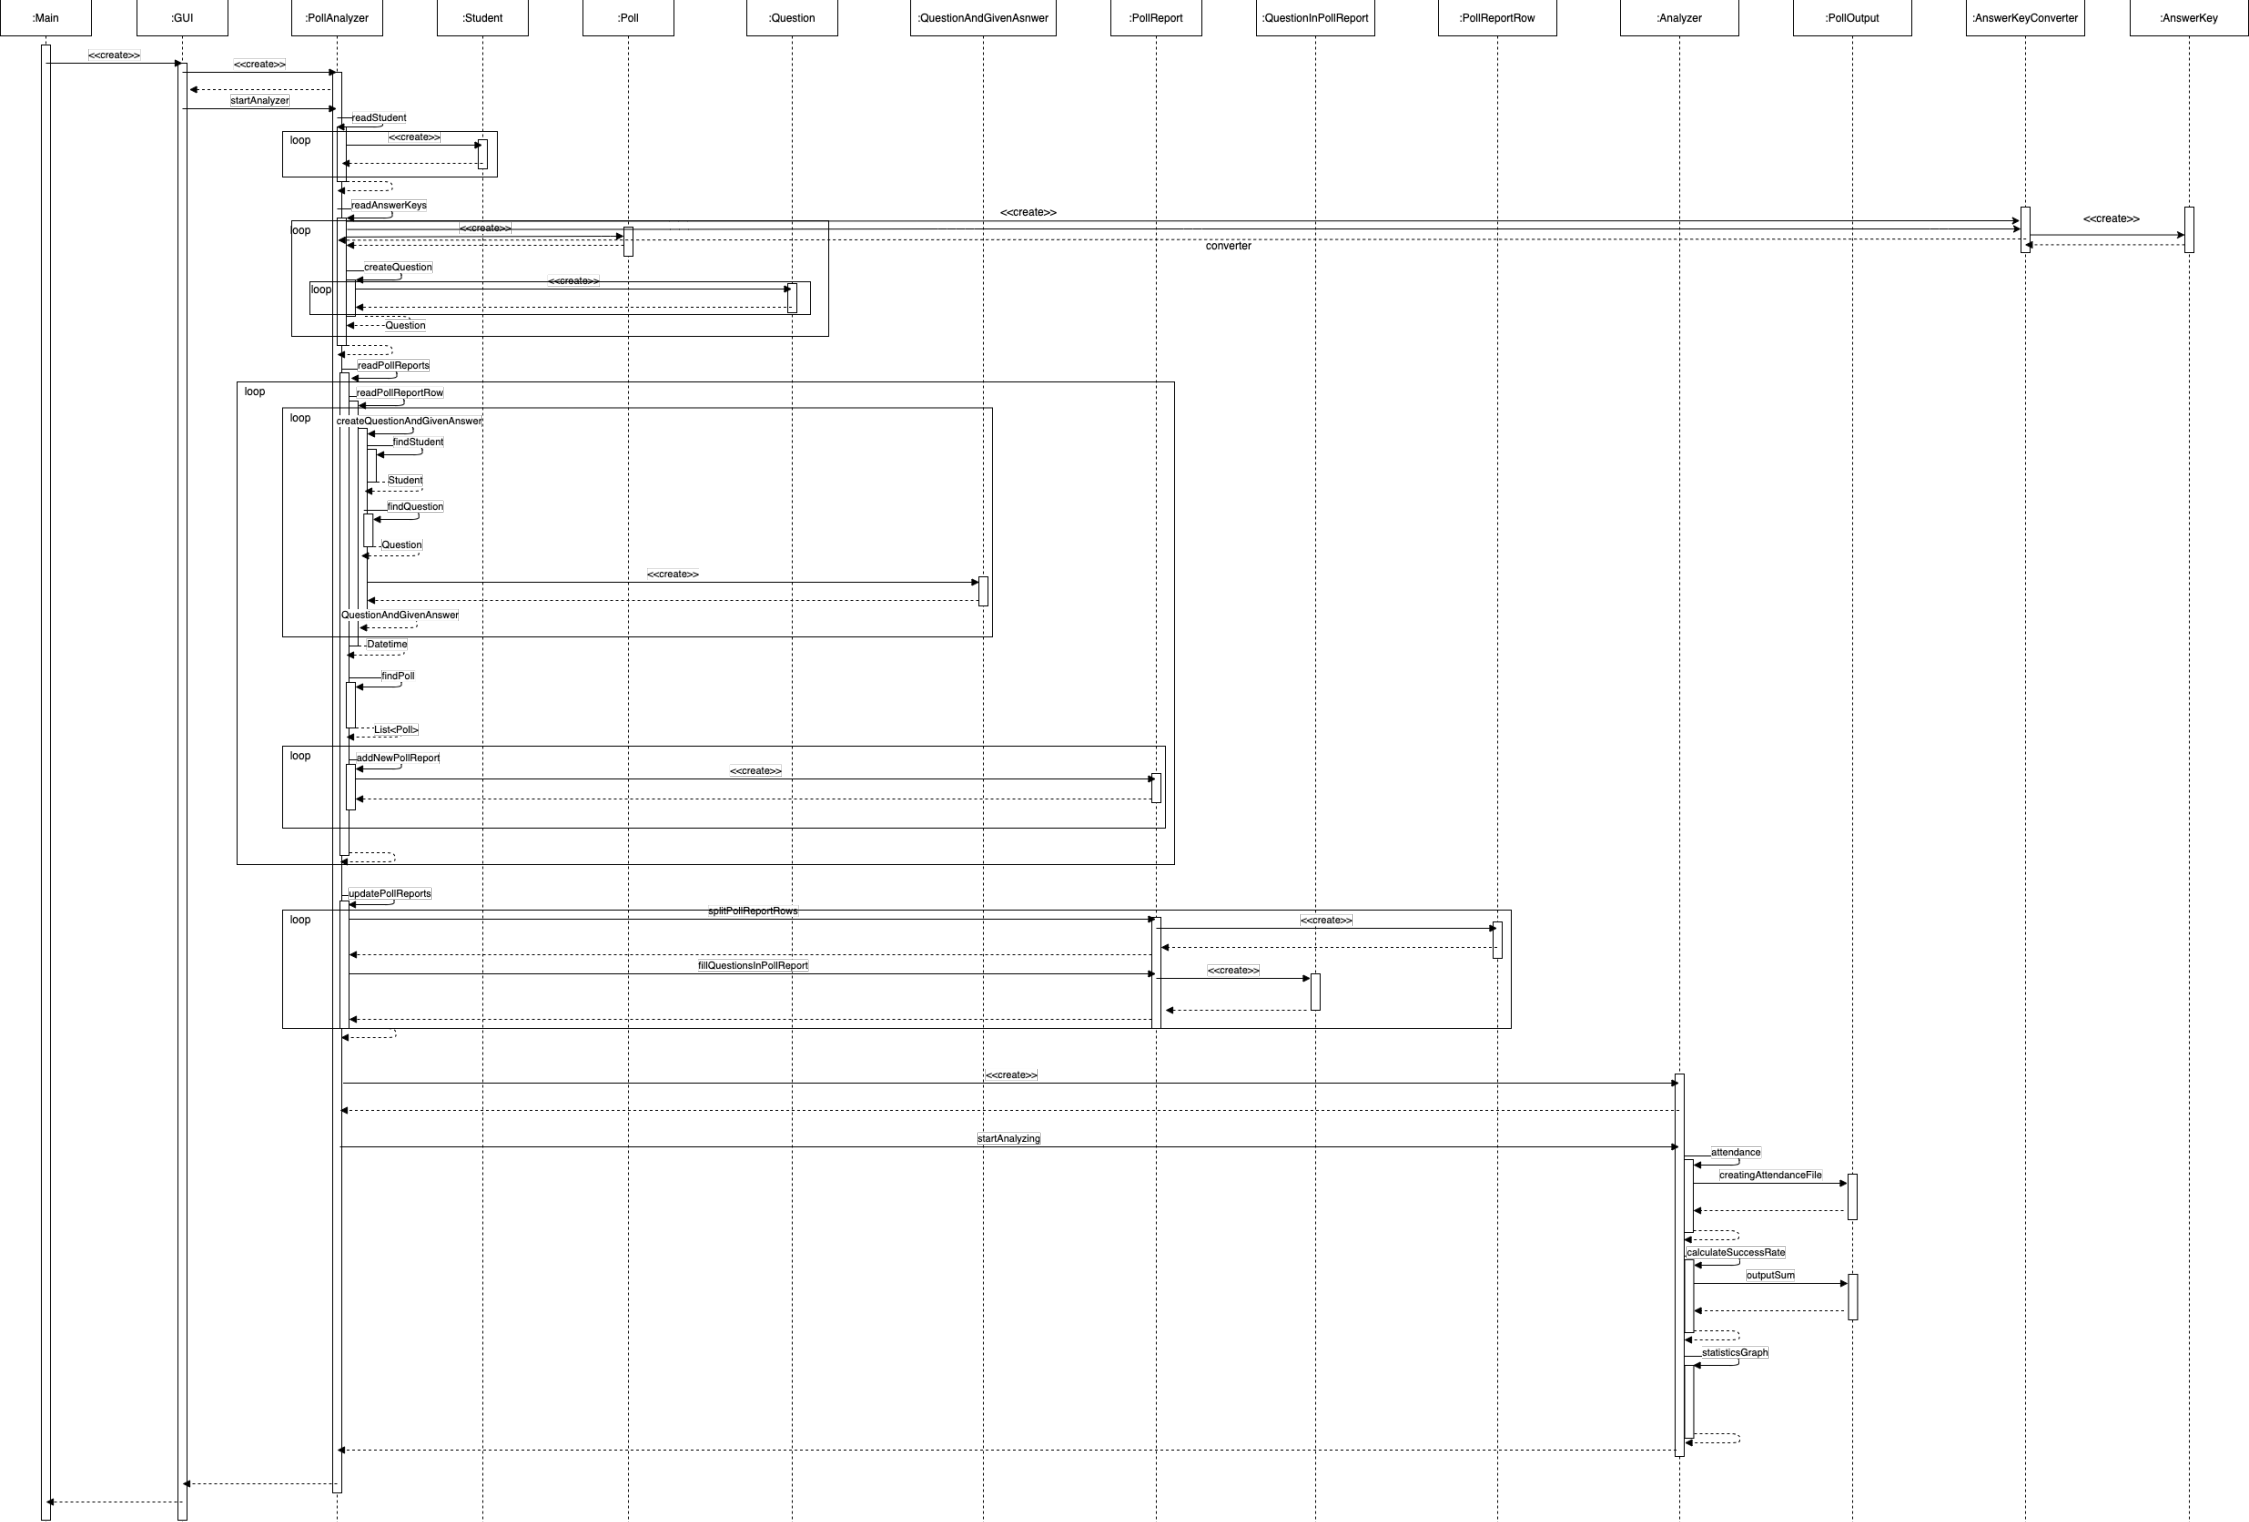 :Main
:GUI
:PollAnalyzer
:Student
:Poll
:Question
:QuestionAndGivenAsnwer
:PollReport
:QuestionInPollReport
:PollReportRow
:Analyzer
:PollOutput
:AnswerKeyConverter
:AnswerKey
<<create>>
<<create>>
startAnalyzer
readStudent
loop
<<create>>
readAnswerKeys
<<create>>
<<create>>
loop
<<create>>
converter
createQuestion
loop
<<create>>
Question
readPollReports
loop
readPollReportRow
loop
createQuestionAndGivenAnswer
findStudent
Student
findQuestion
Question
<<create>>
QuestionAndGivenAnswer
Datetime
findPoll
List<Poll>
loop
addNewPollReport
<<create>>
updatePollReports
loop
splitPollReportRows
<<create>>
fillQuestionsInPollReport
<<create>>
<<create>>
startAnalyzing
attendance
creatingAttendanceFile
calculateSuccessRate
outputSum
statisticsGraph